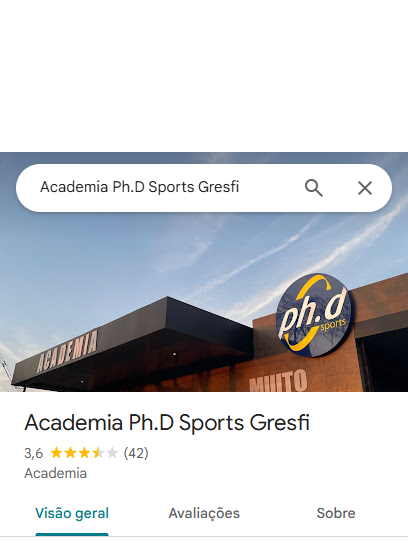 Academia Ph.D Sports Gresfi
ACADEMIA
ph.d
sports
MUITO
Academia Ph.D Sports Gresfi
3,6 (42)
Academia
Visão geral Avaliações Sobre